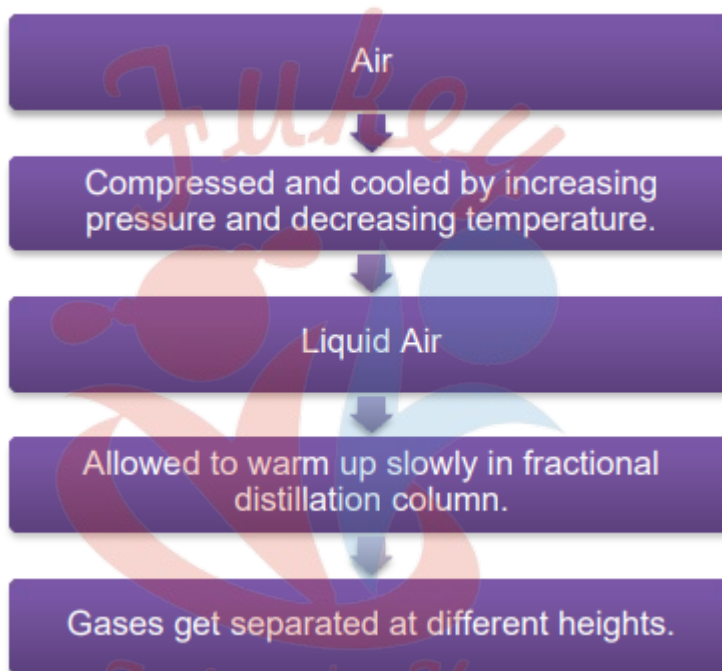 Air
Compressed and cooled by increasing
pressure and decreasing temperature.
Liquid Air
Allowed to warm up slowly in fractional
distillation column.
Gases get separated at different heights.
Jukey